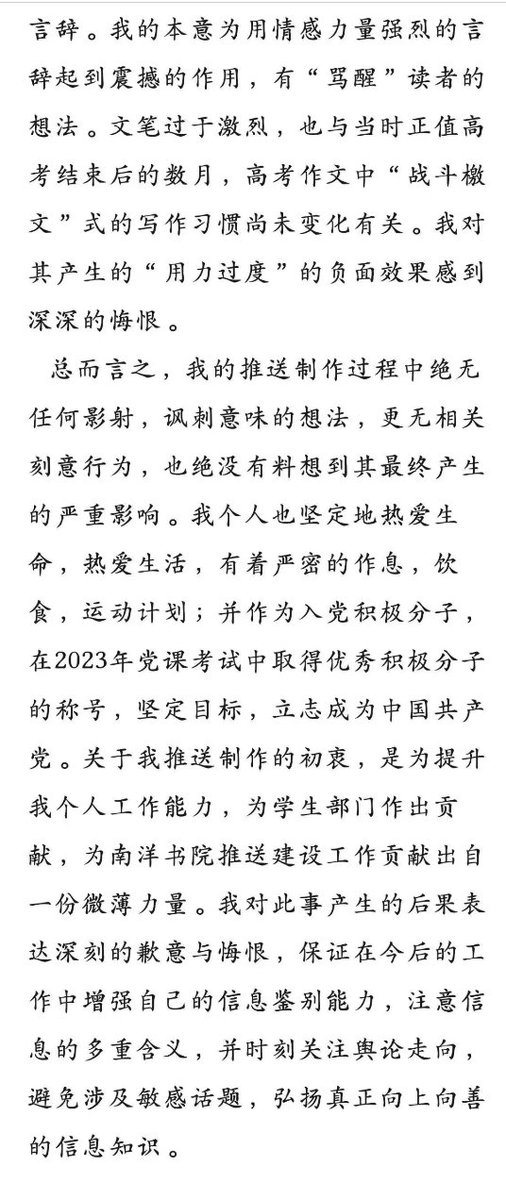 言辞。我的本意为用情感力量强烈的言
辞起到震撼的作用，有“骂醒”读者的
想法。文笔过于激烈，也与当时正值高
考结束后的数月，高考作文中“战斗檄
文”式的写作习惯尚未变化有关。我对
其产生的“用力过度”的负面效果感到
深深的悔恨。
总而言之，我的推送制作过程中绝无
任何影射，讽刺意味的想法，更无相关
刻意行为，也绝没有料想到其最终产生
的严重影响。我个人也坚定地热爱生
命，热爱生活，有着严密的作息，饮
食，运动计划；并作为入党积极分子，
在2023年党课考试中取得优秀积极分子
的称号，坚定目标，立志成为中国共产
党。关于我推送制作的初衷，是为提升
我个人工作能力，为学生部门作出贡
献，为南洋书院推送建设工作贡献出自
一份微薄力量。我对此事产生的后果表
达深刻的歉意与悔恨，保证在今后的工
作中增强自己的信息鉴别能力，注意信
息的多重含义，并时刻关注舆论走向，
避免涉及敏感话题，弘扬真正向上向善
的信息知识。